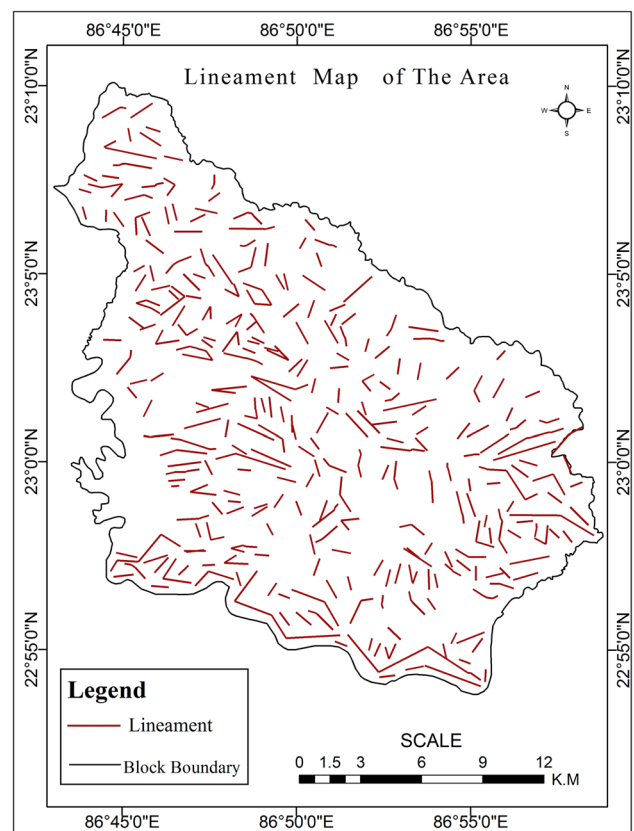 86°45'0"E 86°50'0"E 86°55'0"E
Lineament Map of The Area
23°10'0"N 23°10'0"N
N
W E
S
23°5'0"N 23°5'0"N
23°0'0"N 23°0'0"N
22°55'0"N 22°55'0"N
Legend
Lineament
Block Boundary
SCALE
0 1.5 3 6 9 12
K.M
86°45'0"E 86°50'0"E 86°55'0"E